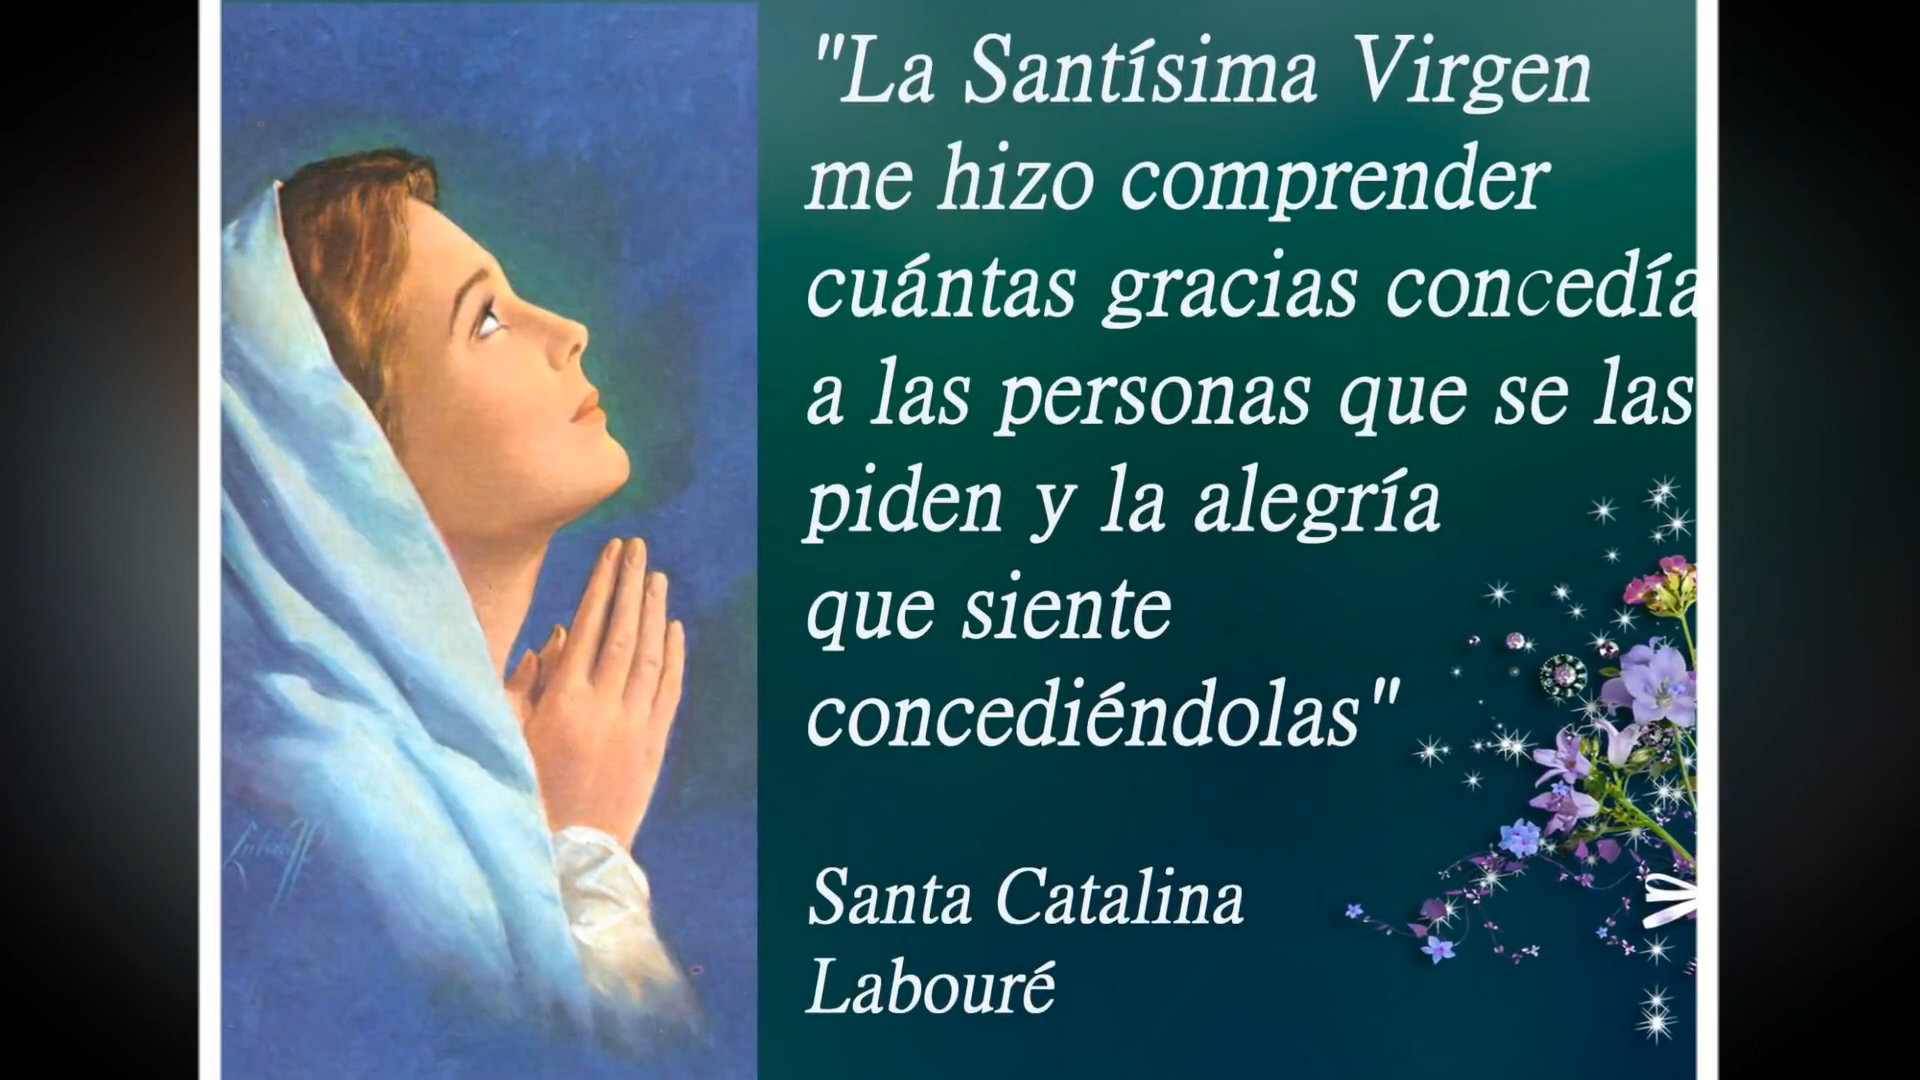 "La Santísima Virgen
me hizo comprender
cuántas gracias concedía
a las personas que se las
piden y la alegría
que siente
concediéndolas"
Santa Catalina
Labouré